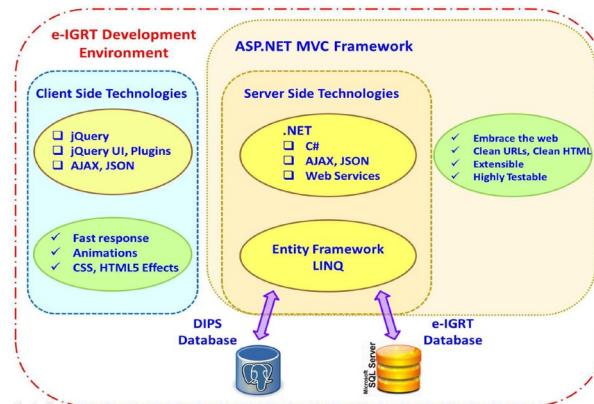 e-IGRT Development
Environment
ASP.NET MVC Framework
Client Side Technologies
jQuery
jQuery UI, Plugins
AJAX, JSON
Fast response
Animations
CSS, HTML5 Effects
Server Side Technologies
.NET
C#
AJAX, JSON
Web Services
Entity Framework
LINQ
Embrace the web
Clean URLs, Clean HTML
Extensible
Highly Testable
DIPS
Database
e-IGRT
Database
Microsoft
SQL Server